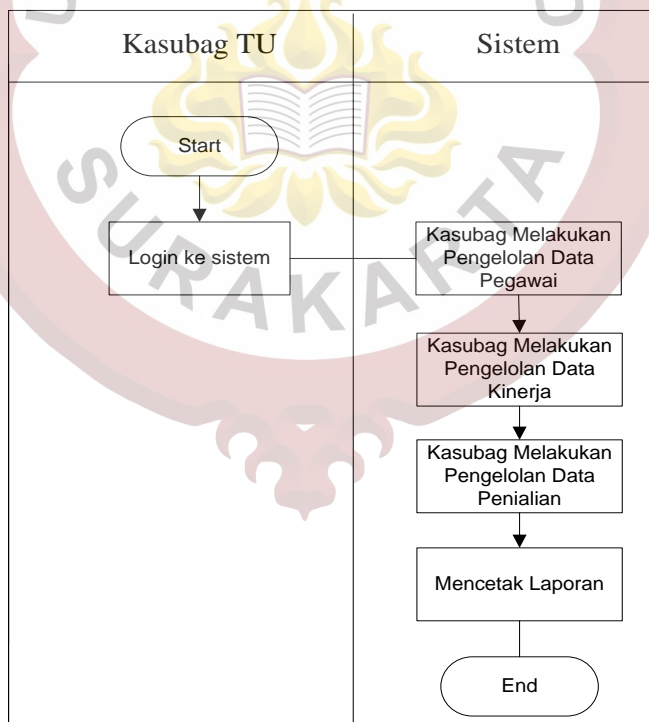 Kasubag TU
Sistem
Start
Login ke sistem
Kasubag Melakukan
Pengelolan Data
Pegawai
Kasubag Melakukan
Pengelolan Data
Kinerja
Kasubag Melakukan
Pengelolan Data
Penialian
Mencetak Laporan
End
SURAKARTA